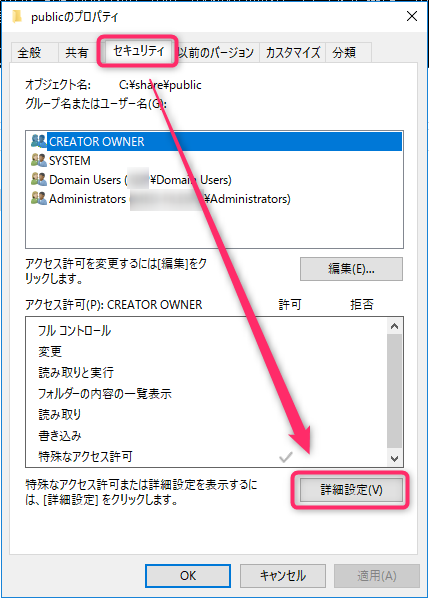 publicのプロパティ
全般 共有 セキュリティ 以前のバージョン カスタマイズ 分類
オブジェクト名: C:¥share¥public
グループ名またはユーザー名(G):
CREATOR OWNER
SYSTEM
Domain Users ( ¥Domain Users)
Administrators ( ¥Administrators)
アクセス許可を変更するには[編集]をク
リックします。
編集(E)...
アクセス許可(P): CREATOR OWNER 許可 拒否
フル コントロール
変更
読み取りと実行
フォルダーの内容の一覧表示
読み取り
書き込み
特殊なアクセス許可
特殊なアクセス許可または詳細設定を表示するに
は、[詳細設定] をクリックします。
詳細設定(V)
OK キャンセル 適用(A)